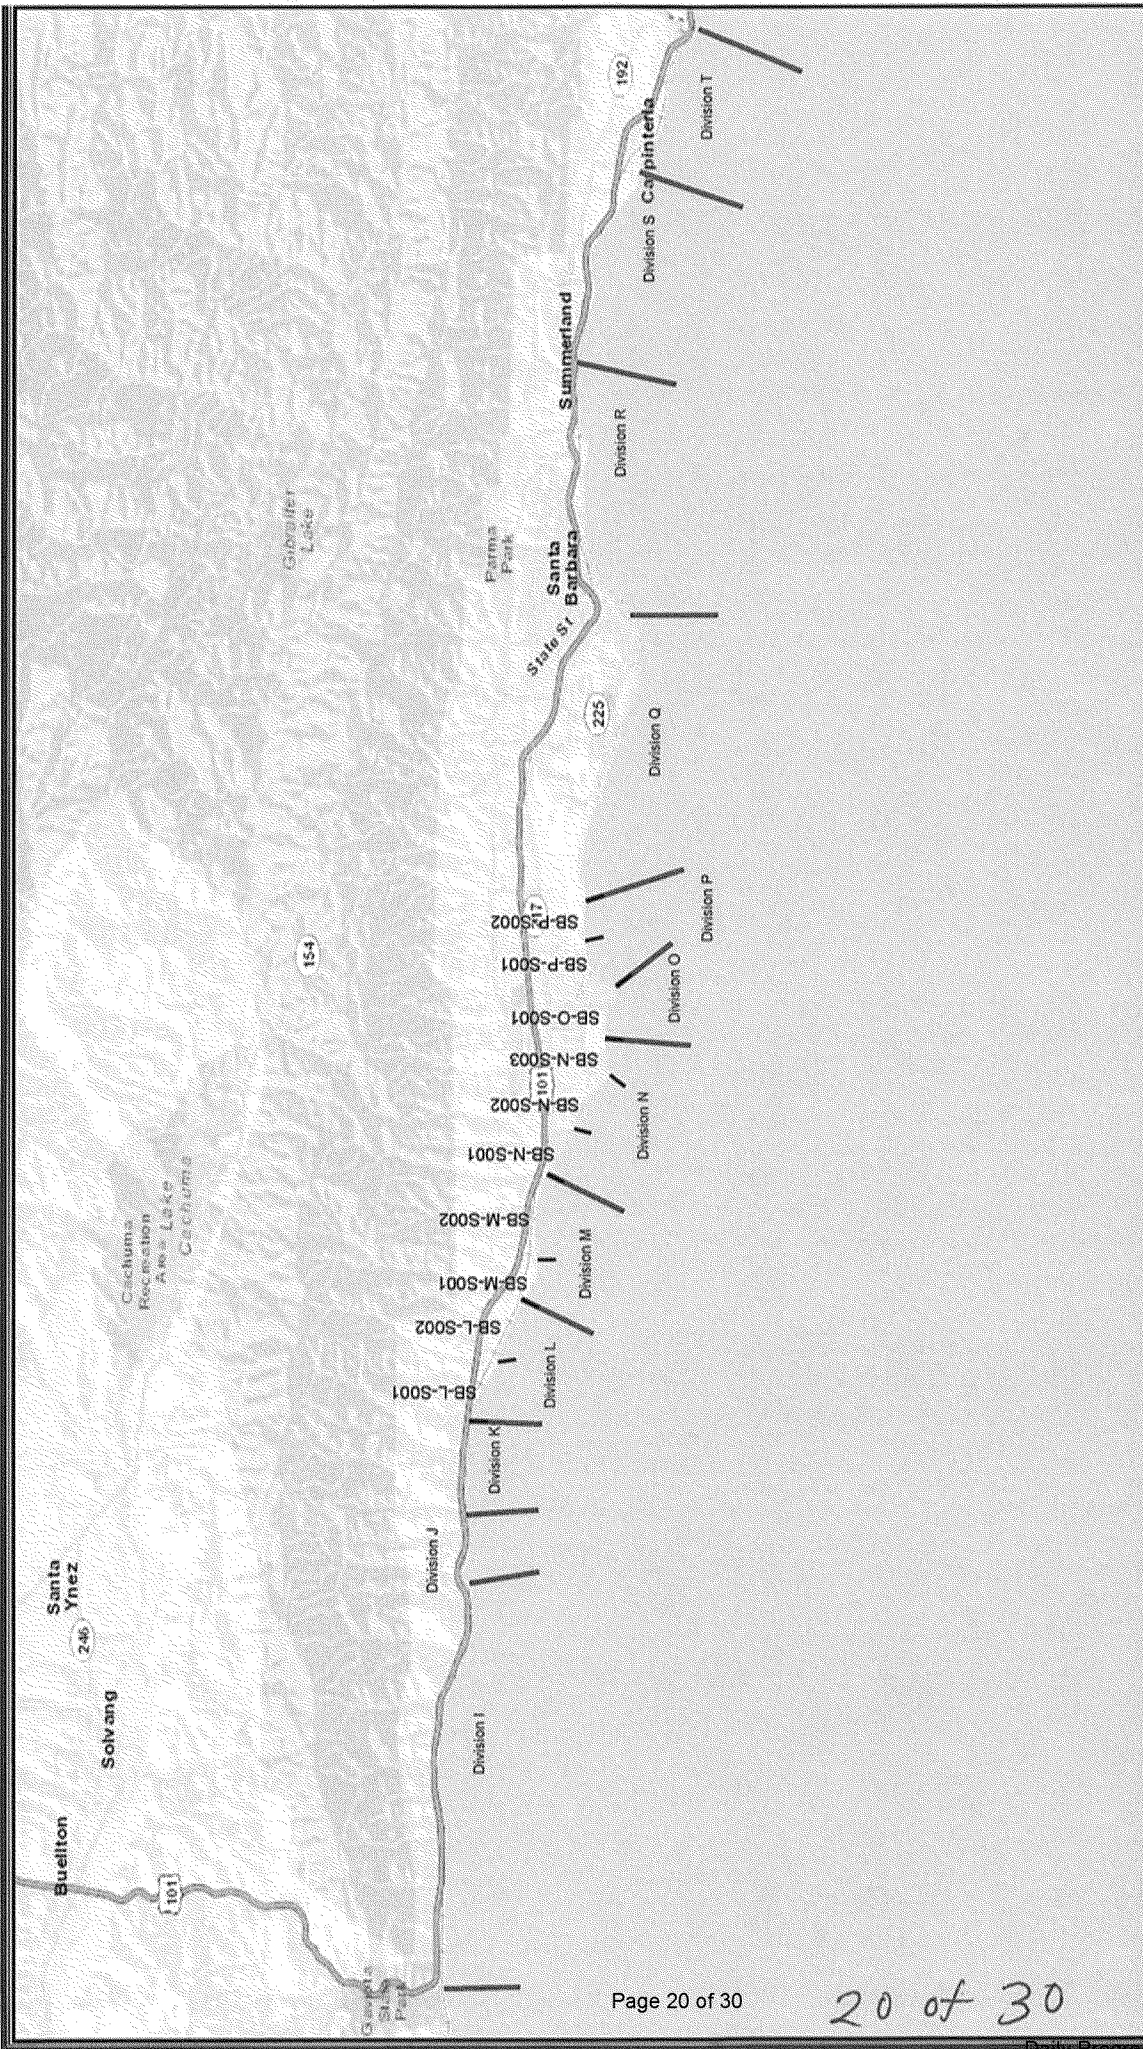 Buellton
Solvang
246
Santa
Ynez
101
Cachuma
Recreation
Area Lake
Cachuma
154
Gibralter
Lake
Parma
Park
State St
Santa
Barbara
225
Summerland
Carpinteria
192
217
101
State
Park
Division I
Division J
Division K
Division L
Division M
Division N
Division O
Division P
Division Q
Division R
Division S
Division T
SB-L-S001
SB-L-S002
SB-M-S001
SB-M-S002
SB-N-S001
SB-N-S002
SB-N-S003
SB-O-S001
SB-P-S001
SB-P-S002
Page 20 of 30
20 of 30